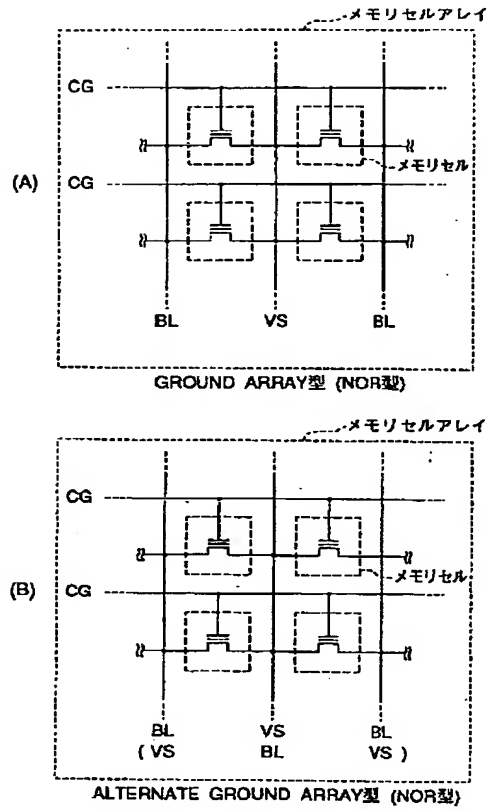 メモリセルアレイ
CG
メモリセル
(A)
CG
BL VS BL
GROUND ARRAY型 (NOR型)
メモリセルアレイ
CG
メモリセル
(B)
CG
BL VS BL
( VS BL VS )
ALTERNATE GROUND ARRAY型 (NOR型)